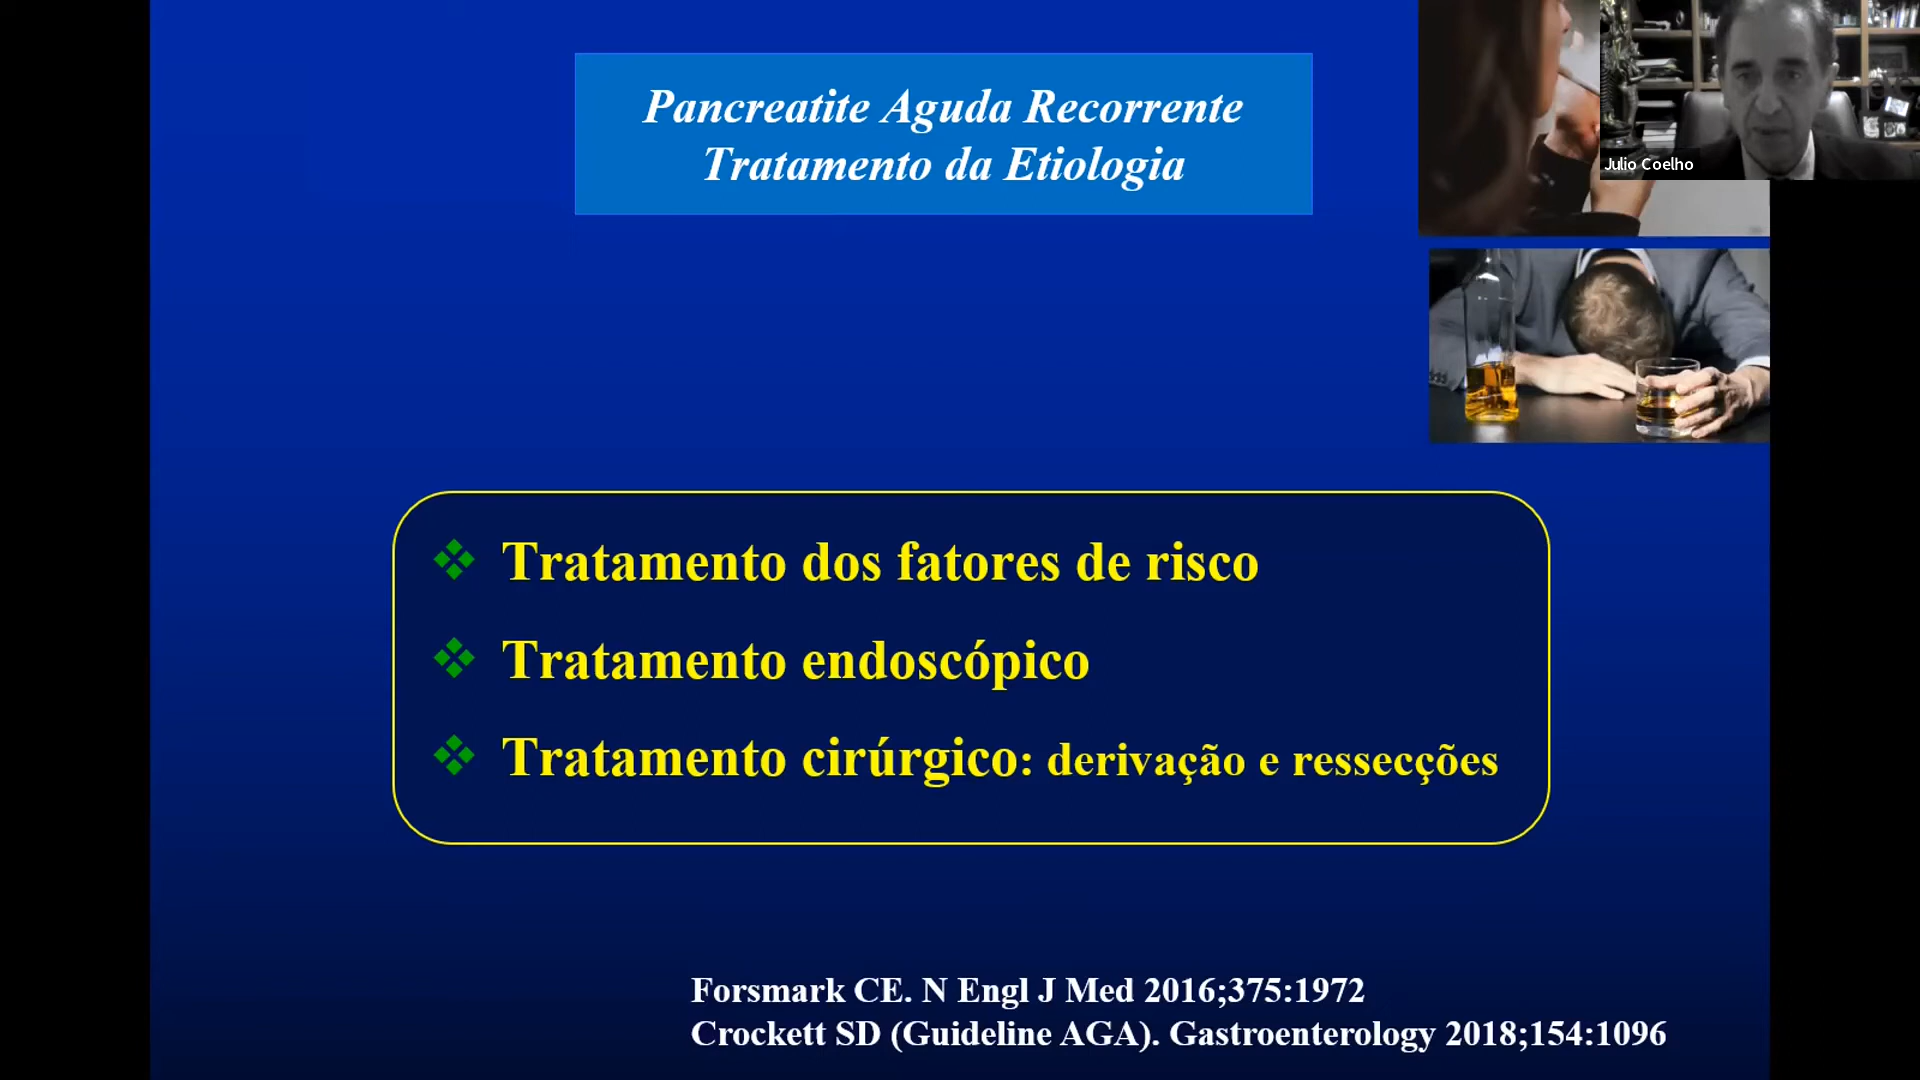 Pancreatite Aguda Recorrente
Tratamento da Etiologia
Julio Coelho
Tratamento dos fatores de risco
Tratamento endoscópico
Tratamento cirúrgico: derivação e ressecções
Forsmark CE. N Engl J Med 2016;375:1972
Crockett SD (Guideline AGA). Gastroenterology 2018;154:1096